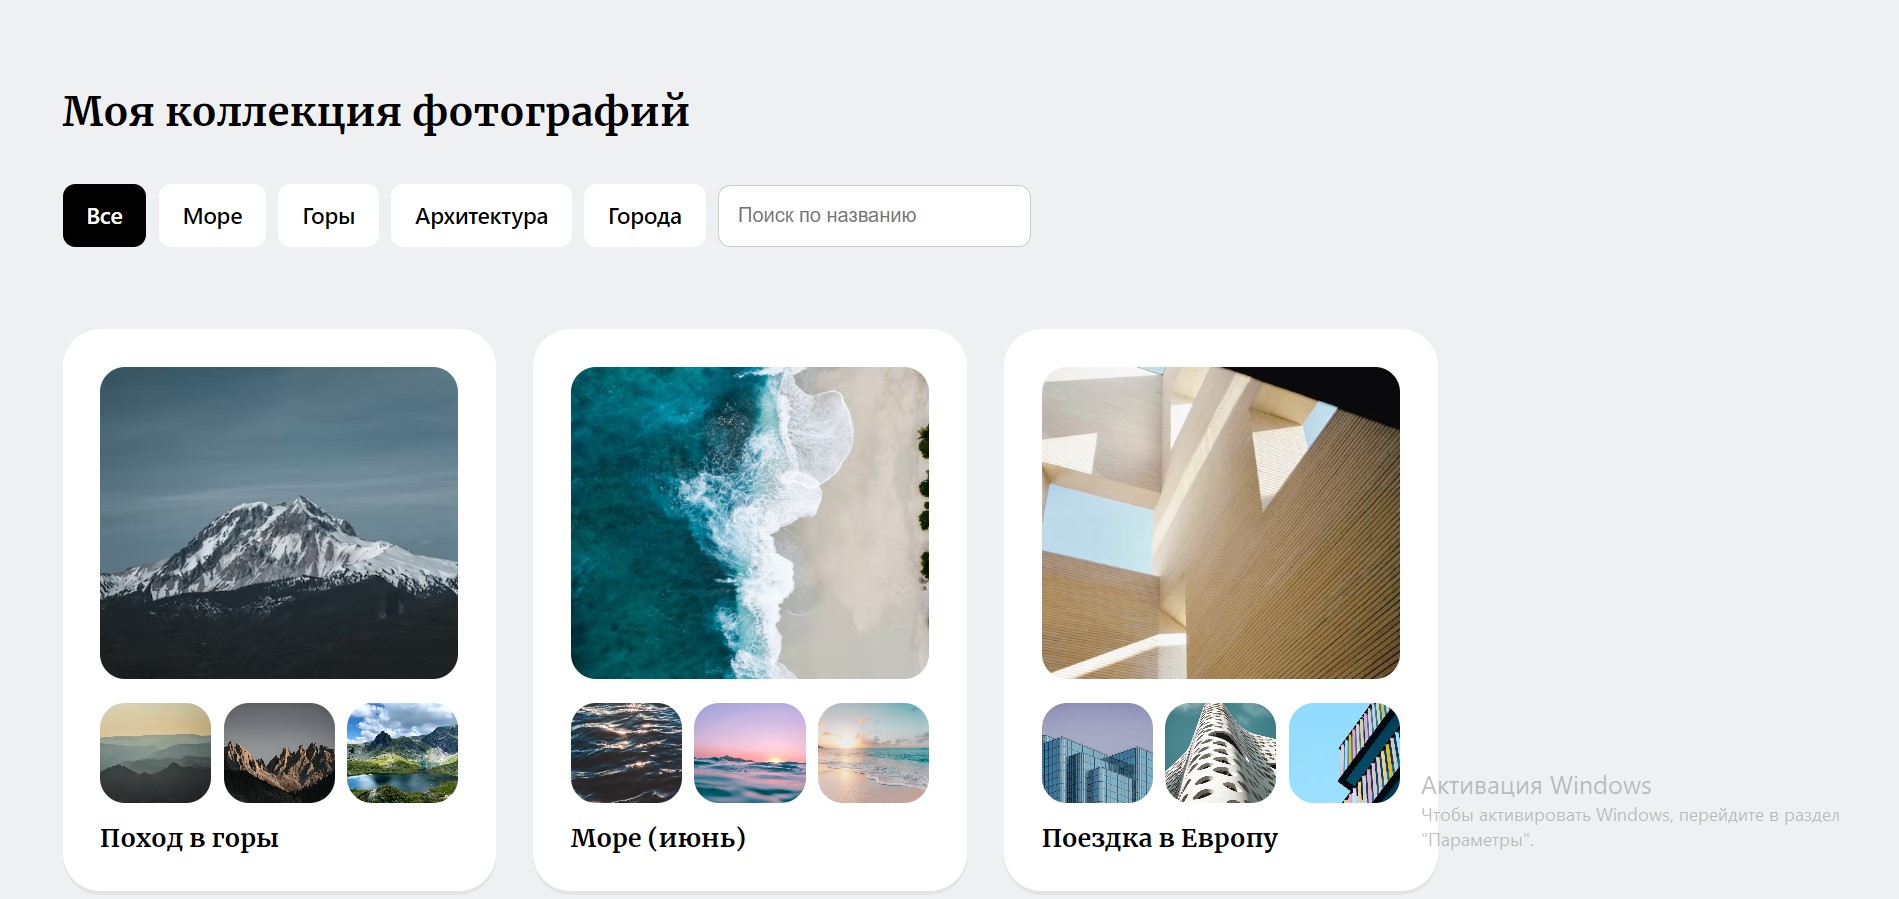 Моя коллекция фотографий
Все
Море
Горы
Архитектура
Города
Поиск по названию
Поход в горы
Море (июнь)
Поездка в Европу
Активация Windows
Чтобы активировать Windows, перейдите в раздел
"Параметры".